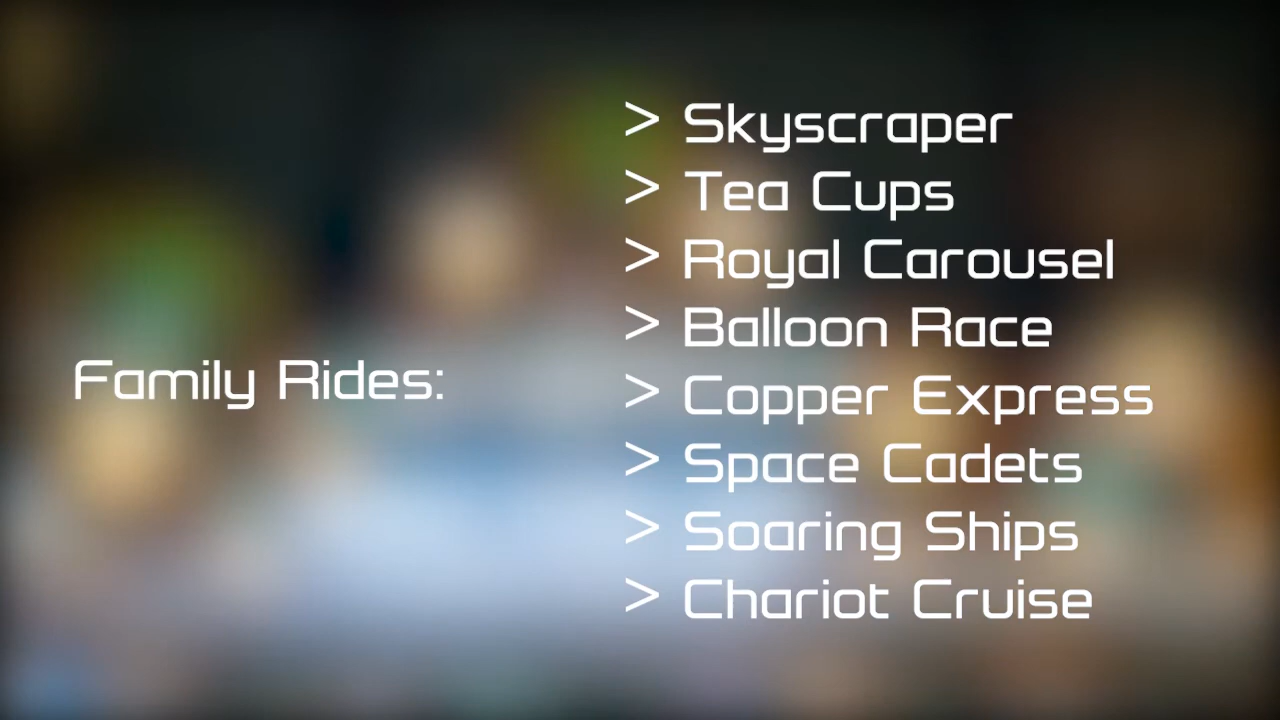 Family Rides:
> Skyscraper
> Tea Cups
> Royal Carousel
> Balloon Race
> Copper Express
> Space Cadets
> Soaring Ships
> Chariot Cruise